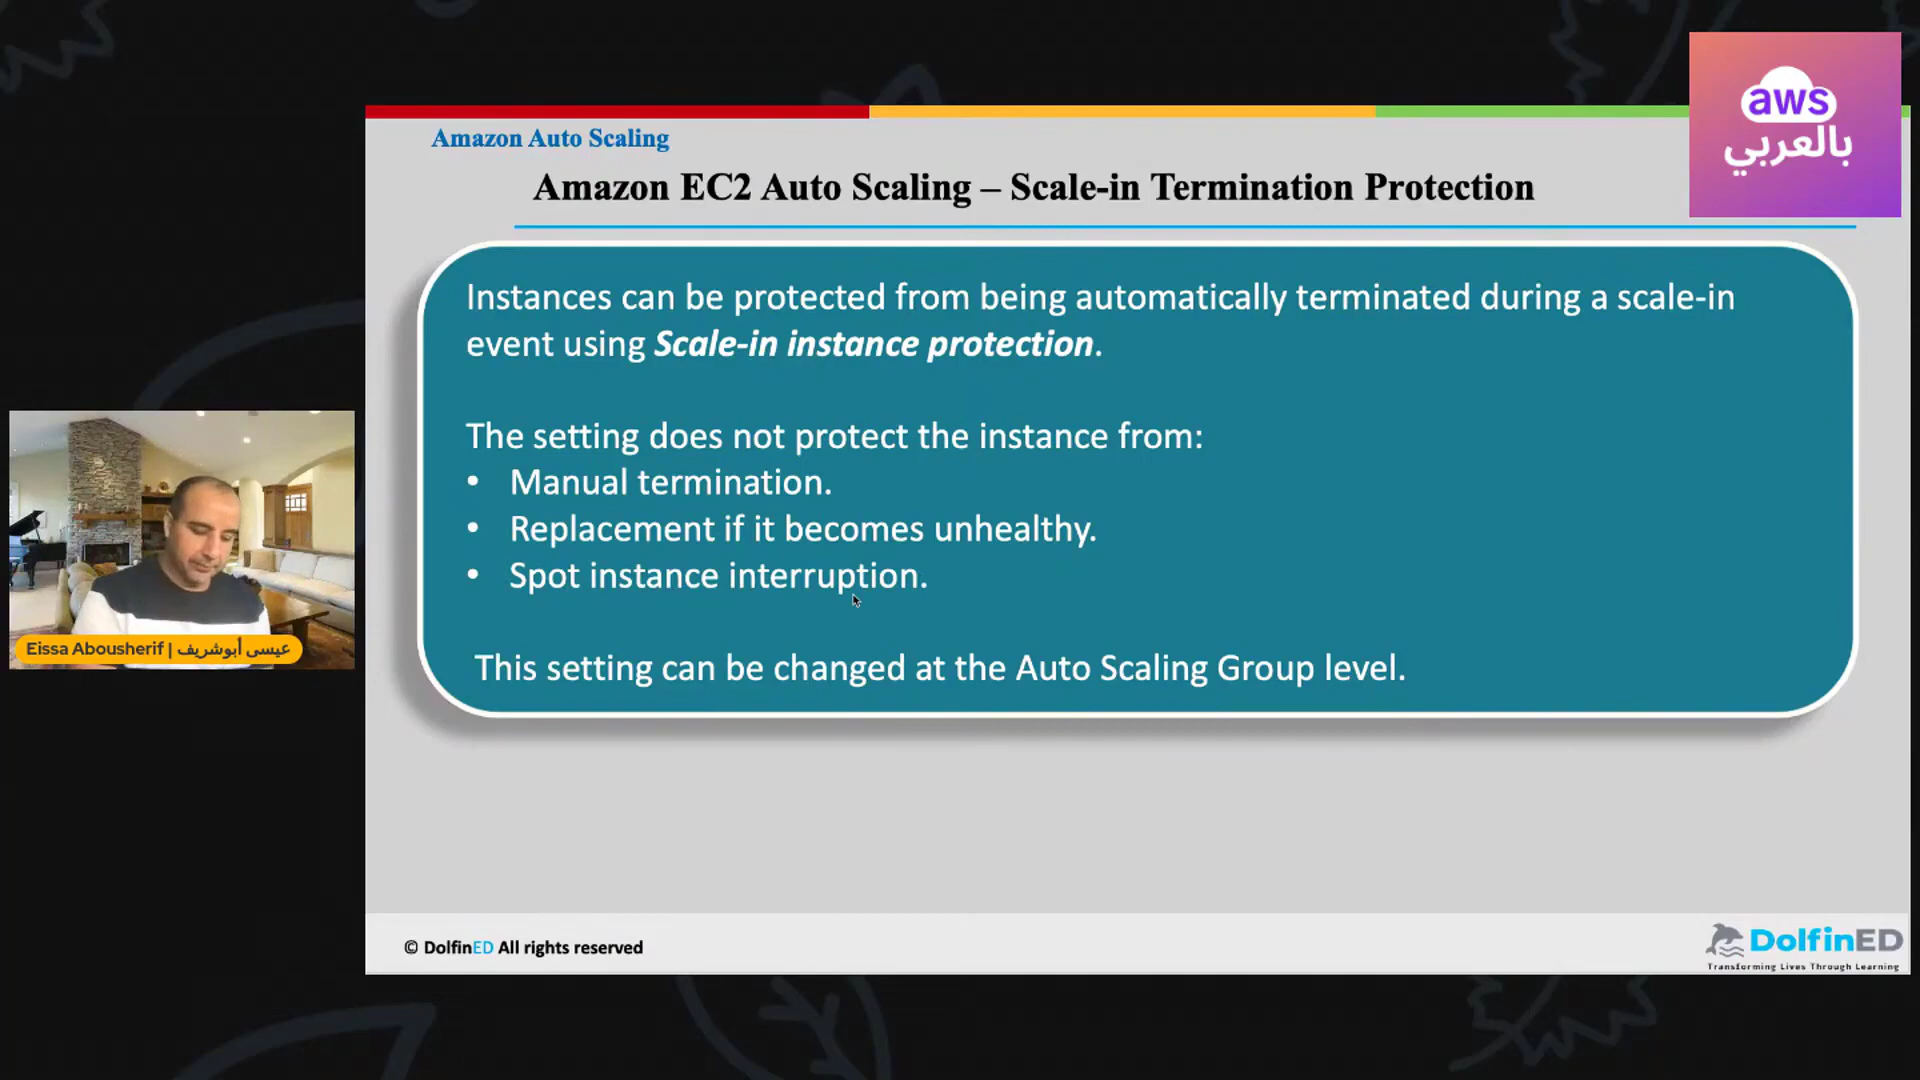 aws
بالعربي
Amazon Auto Scaling
Amazon EC2 Auto Scaling – Scale-in Termination Protection
Instances can be protected from being automatically terminated during a scale-in
event using Scale-in instance protection.
The setting does not protect the instance from:
• Manual termination.
• Replacement if it becomes unhealthy.
• Spot instance interruption.
This setting can be changed at the Auto Scaling Group level.
Eissa Abousherif | عيسى أبوشريف
© DolfinED All rights reserved
DolfinED
Transforming Lives Through Learning